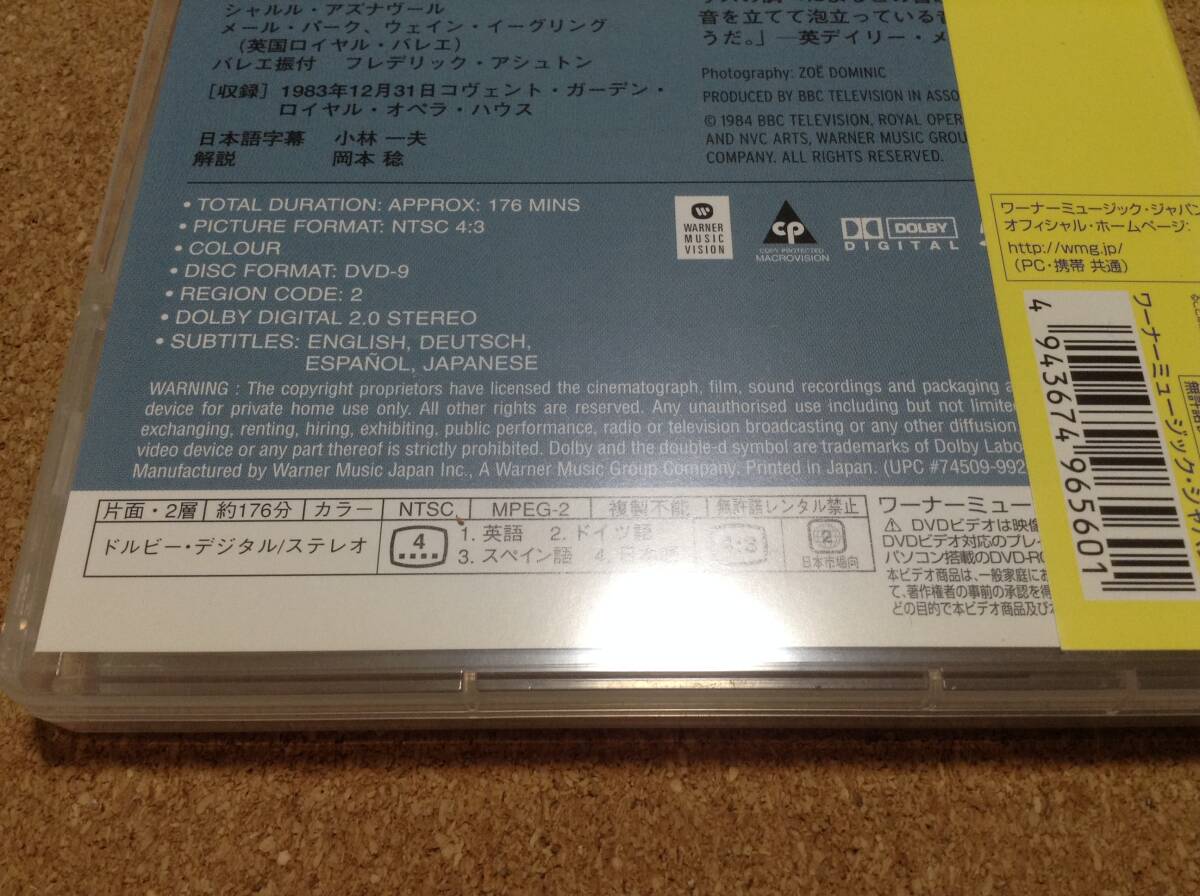 シャルル・アズナヴール
メール・パーク、ウェイン・イーグリング
(英国ロイヤル・バレエ)
バレエ振付 フレデリック・アシュトン
[収録] 1983年12月31日コヴェント・ガーデン・
ロイヤル・オペラ・ハウス
日本語字幕 小林 一夫
解説 岡本 稔
音を立てて泡立っている
うだ。」—英デイリー・メ
Photography: ZOË DOMINIC
PRODUCED BY BBC TELEVISION IN ASSO
© 1984 BBC TELEVISION, ROYAL OPER
AND NVC ARTS, WARNER MUSIC GROU
COMPANY. ALL RIGHTS RESERVED.
• TOTAL DURATION: APPROX: 176 MINS
• PICTURE FORMAT: NTSC 4:3
• COLOUR
• DISC FORMAT: DVD-9
• REGION CODE: 2
• DOLBY DIGITAL 2.0 STEREO
• SUBTITLES: ENGLISH, DEUTSCH,
ESPAÑOL, JAPANESE
WARNER
MUSIC
VISION
cp
COPY PROTECTED
MACROVISION
DOLBY
DIGITAL
WARNING : The copyright proprietors have licensed the cinematograph, film, sound recordings and packaging
device for private home use only. All other rights are reserved. Any unauthorised use including but not limite
exchanging, renting, hiring, exhibiting, public performance, radio or television broadcasting or any other diffusion
video device or any part thereof is strictly prohibited. Dolby and the double-d symbol are trademarks of Dolby Labo
Manufactured by Warner Music Japan Inc., A Warner Music Group Company. Printed in Japan. (UPC #74509-992
片面・2層 約176分 カラー NTSC MPEG-2 複製不能 無許諾レンタル禁止
ドルビー・デジタル/ステレオ
4
1. 英語 2. ドイツ語
3. スペイン語 4. 日本語
4:3
2
日本市場向
ワーナーミュー
⚠ DVDビデオは映像
DVDビデオ対応のプレイ
パソコン搭載のDVD-RO
本ビデオ商品は、一般家庭にお
て、著作権者の事前の承認を得
どの目的で本ビデオ商品及び
ワーナーミュージック・ジャパン
オフィシャル・ホームページ:
http://wmg.jp/
(PC・携帯 共通)
4943674965601
ワーナーミュージック・ジャパン